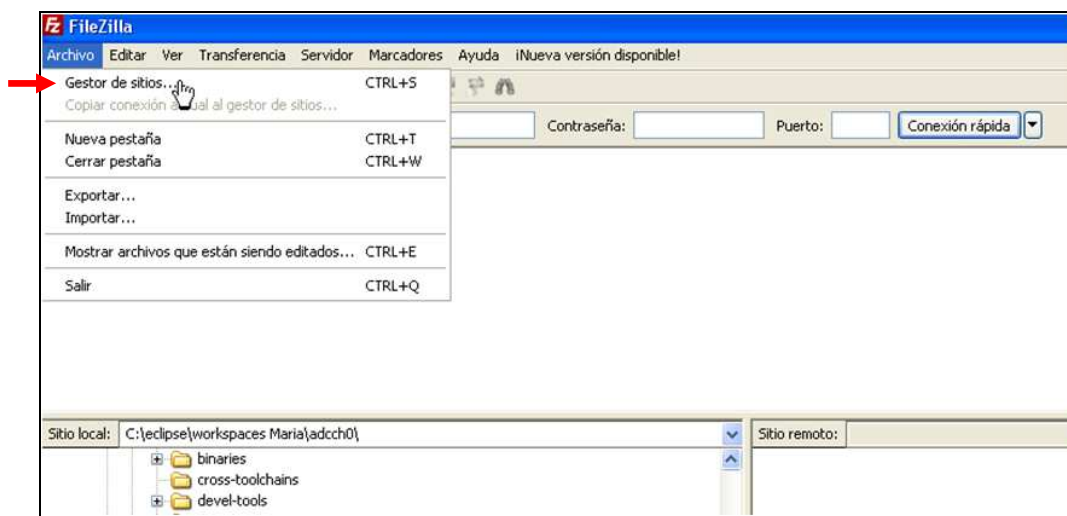 FileZilla
Archivo Editar Ver Transferencia Servidor Marcadores Ayuda ¡Nueva versión disponible!
Gestor de sitios... CTRL+S
Copiar conexión actual al gestor de sitios...
Contraseña: Puerto: Conexión rápida
Nueva pestaña CTRL+T
Cerrar pestaña CTRL+W
Exportar...
Importar...
Mostrar archivos que están siendo editados... CTRL+E
Salir CTRL+Q
Sitio local: C:\eclipse\workspaces Maria\adcch0\ Sitio remoto:
binaries
cross-toolchains
devel-tools